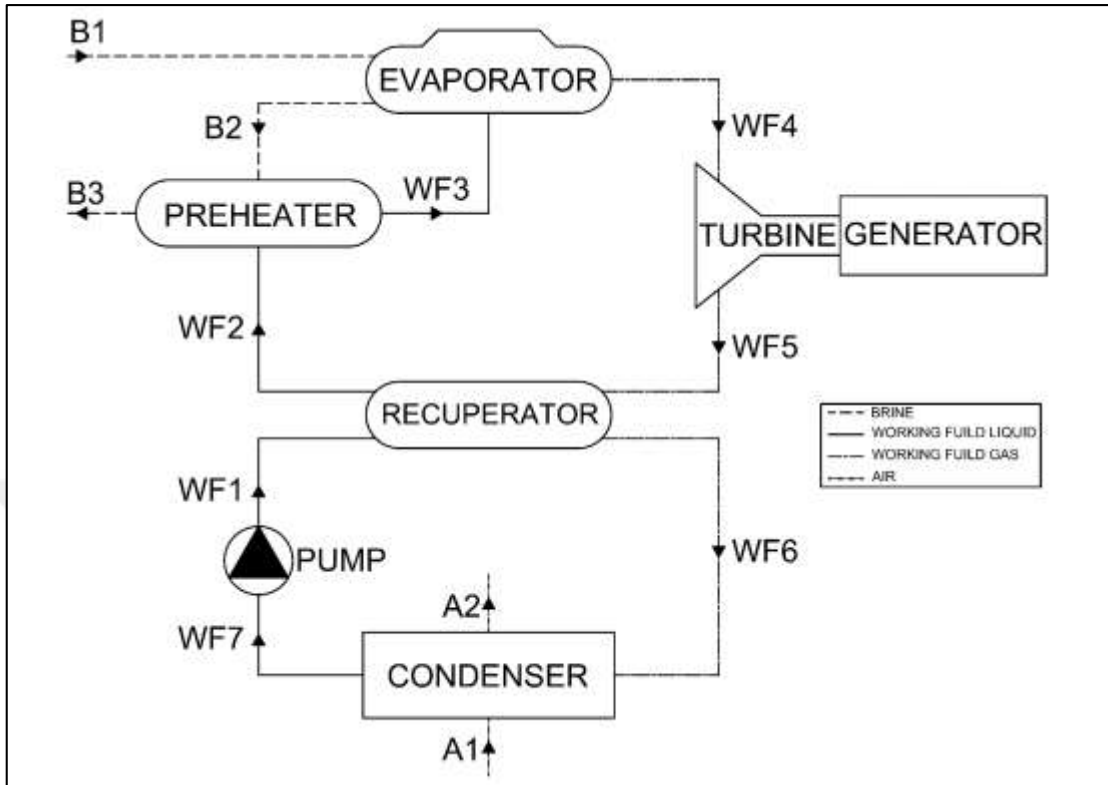 B1
EVAPORATOR
B2
WF4
B3
WF3
PREHEATER
TURBINE
GENERATOR
WF2
WF5
RECUPERATOR
BRINE
WORKING FUILD LIQUID
WORKING FUILD GAS
AIR
WF1
WF6
PUMP
A2
WF7
CONDENSER
A1